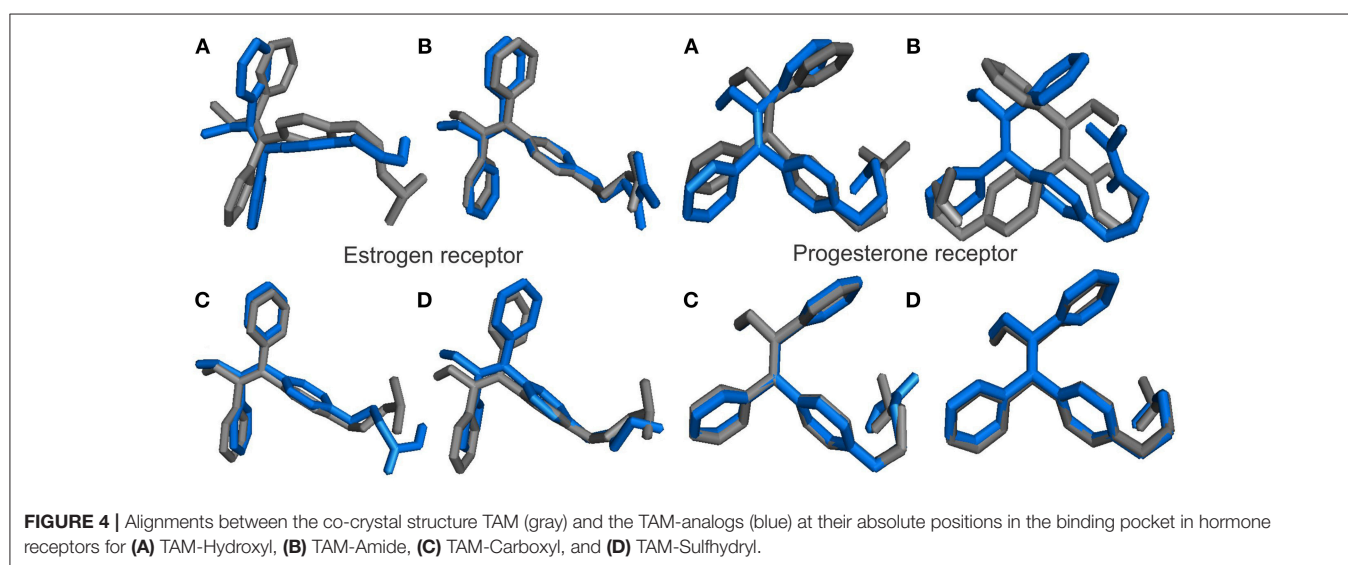 A B A B
Estrogen receptor Progesterone receptor
C D C D
FIGURE 4 | Alignments between the co-crystal structure TAM (gray) and the TAM-analogs (blue) at their absolute positions in the binding pocket in hormone
receptors for (A) TAM-Hydroxyl, (B) TAM-Amide, (C) TAM-Carboxyl, and (D) TAM-Sulfhydryl.